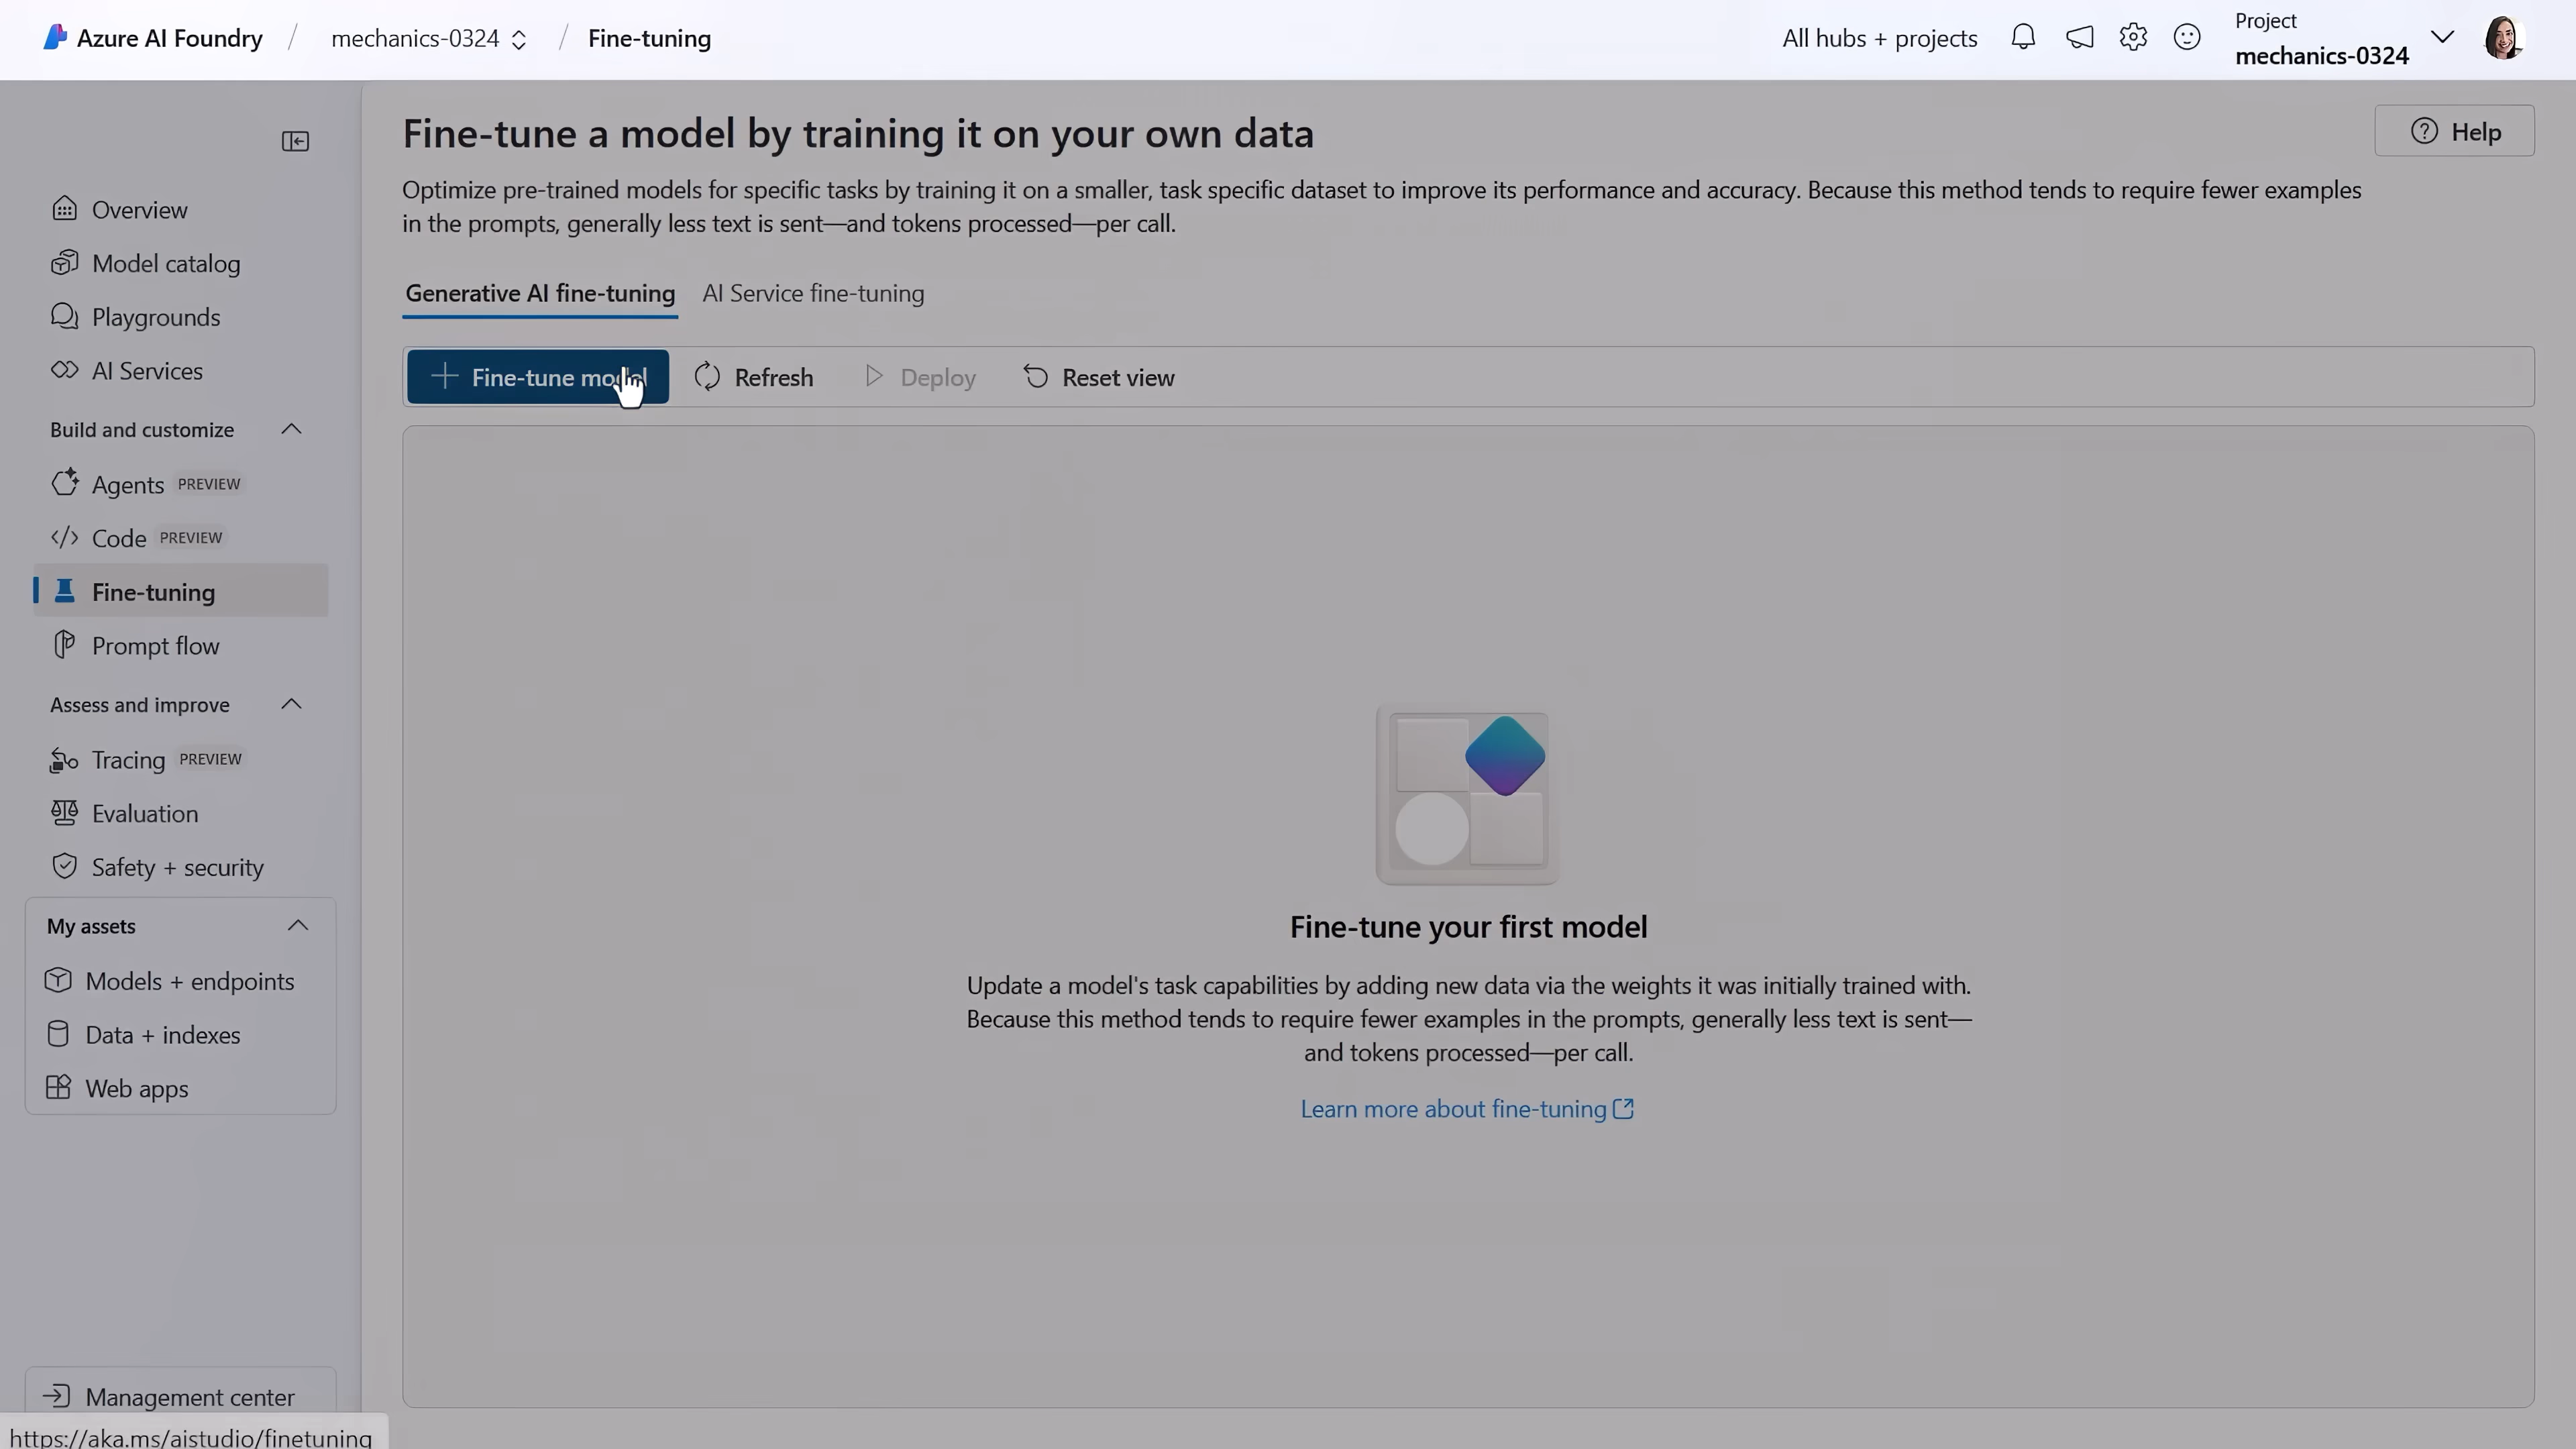 Azure AI Foundry / mechanics-0324 / Fine-tuning
All hubs + projects
Project
mechanics-0324
Fine-tune a model by training it on your own data
Help
Optimize pre-trained models for specific tasks by training it on a smaller, task specific dataset to improve its performance and accuracy. Because this method tends to require fewer examples
in the prompts, generally less text is sent—and tokens processed—per call.
Generative AI fine-tuning
AI Service fine-tuning
Fine-tune model
Refresh
Deploy
Reset view
Overview
Model catalog
Playgrounds
AI Services
Build and customize
Agents PREVIEW
Code PREVIEW
Fine-tuning
Prompt flow
Assess and improve
Tracing PREVIEW
Evaluation
Safety + security
My assets
Models + endpoints
Data + indexes
Web apps
Management center
Fine-tune your first model
Update a model's task capabilities by adding new data via the weights it was initially trained with.
Because this method tends to require fewer examples in the prompts, generally less text is sent—
and tokens processed—per call.
Learn more about fine-tuning
https://aka.ms/aistudio/finetuning